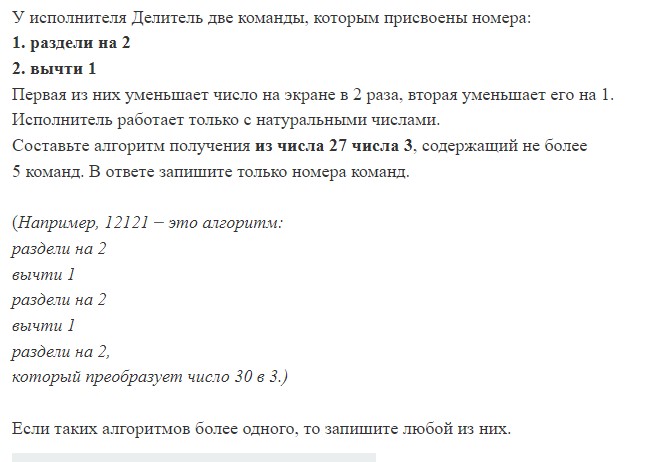 У исполнителя Делитель две команды, которым присвоены номера:
1. раздели на 2
2. вычти 1
Первая из них уменьшает число на экране в 2 раза, вторая уменьшает его на 1.
Исполнитель работает только с натуральными числами.
Составьте алгоритм получения из числа 27 числа 3, содержащий не более
5 команд. В ответе запишите только номера команд.
(Например, 12121 – это алгоритм:
раздели на 2
вычти 1
раздели на 2
вычти 1
раздели на 2,
который преобразует число 30 в 3.)
Если таких алгоритмов более одного, то запишите любой из них.